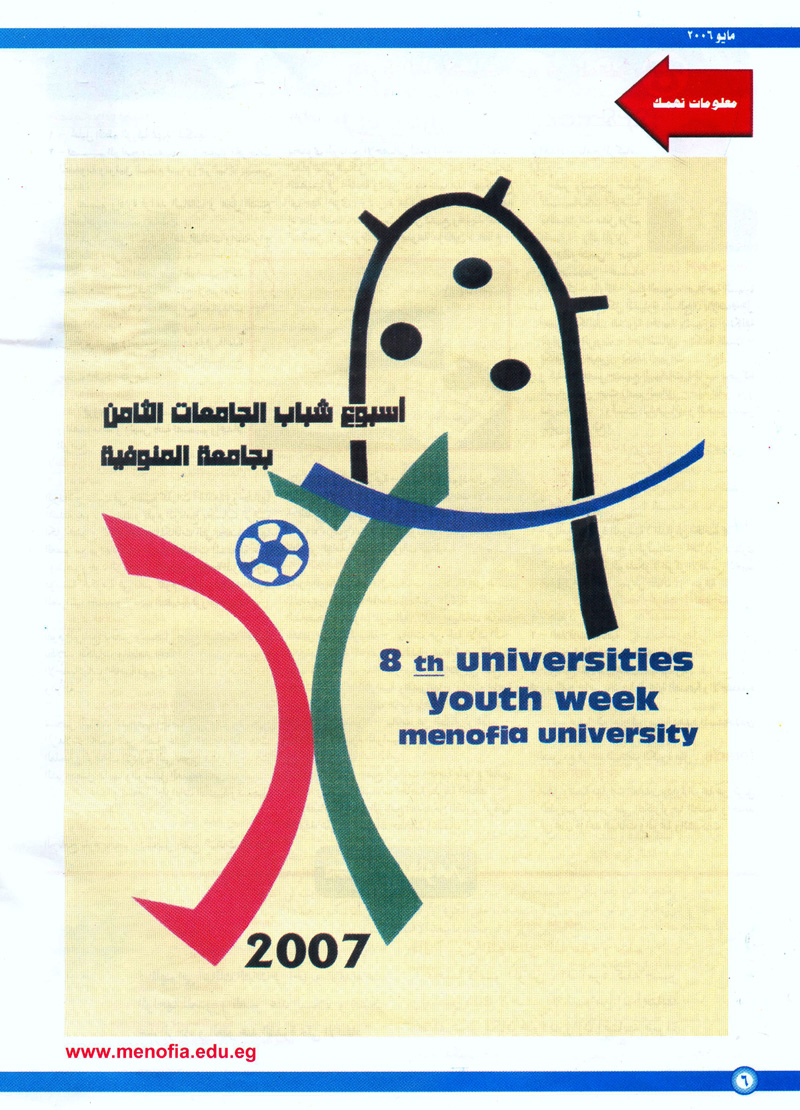 مايو ٢٠٠٦
معلومات تهمك
أسبوع شباب الجامعات الثامن
بجامعة المنوفية
8 th universities
youth week
menofia university
2007
www.menofia.edu.eg
٦